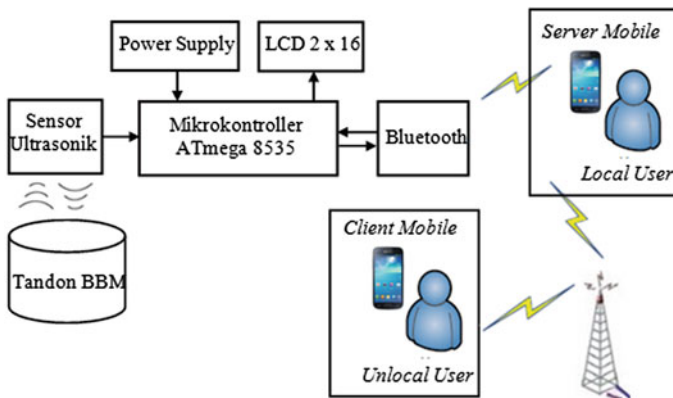 Power Supply
LCD 2 x 16
Server Mobile
Sensor
Ultrasonik
Mikrokontroller
ATmega 8535
Bluetooth
Local User
Client Mobile
Tandon BBM
Unlocal User